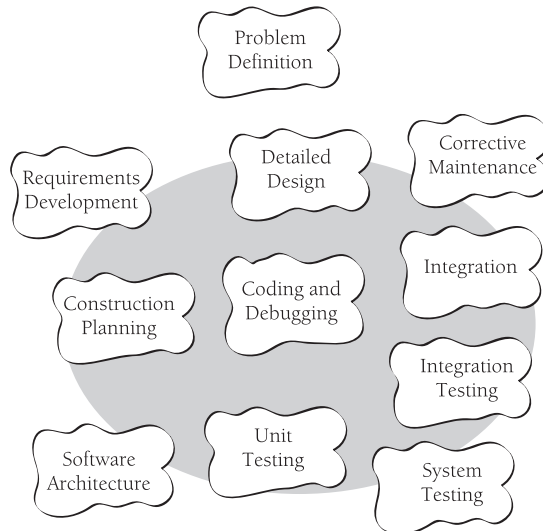 Problem
Definition
Detailed
Design
Corrective
Maintenance
Requirements
Development
Integration
Coding and
Debugging
Construction
Planning
Integration
Testing
Unit
Testing
Software
Architecture
System
Testing